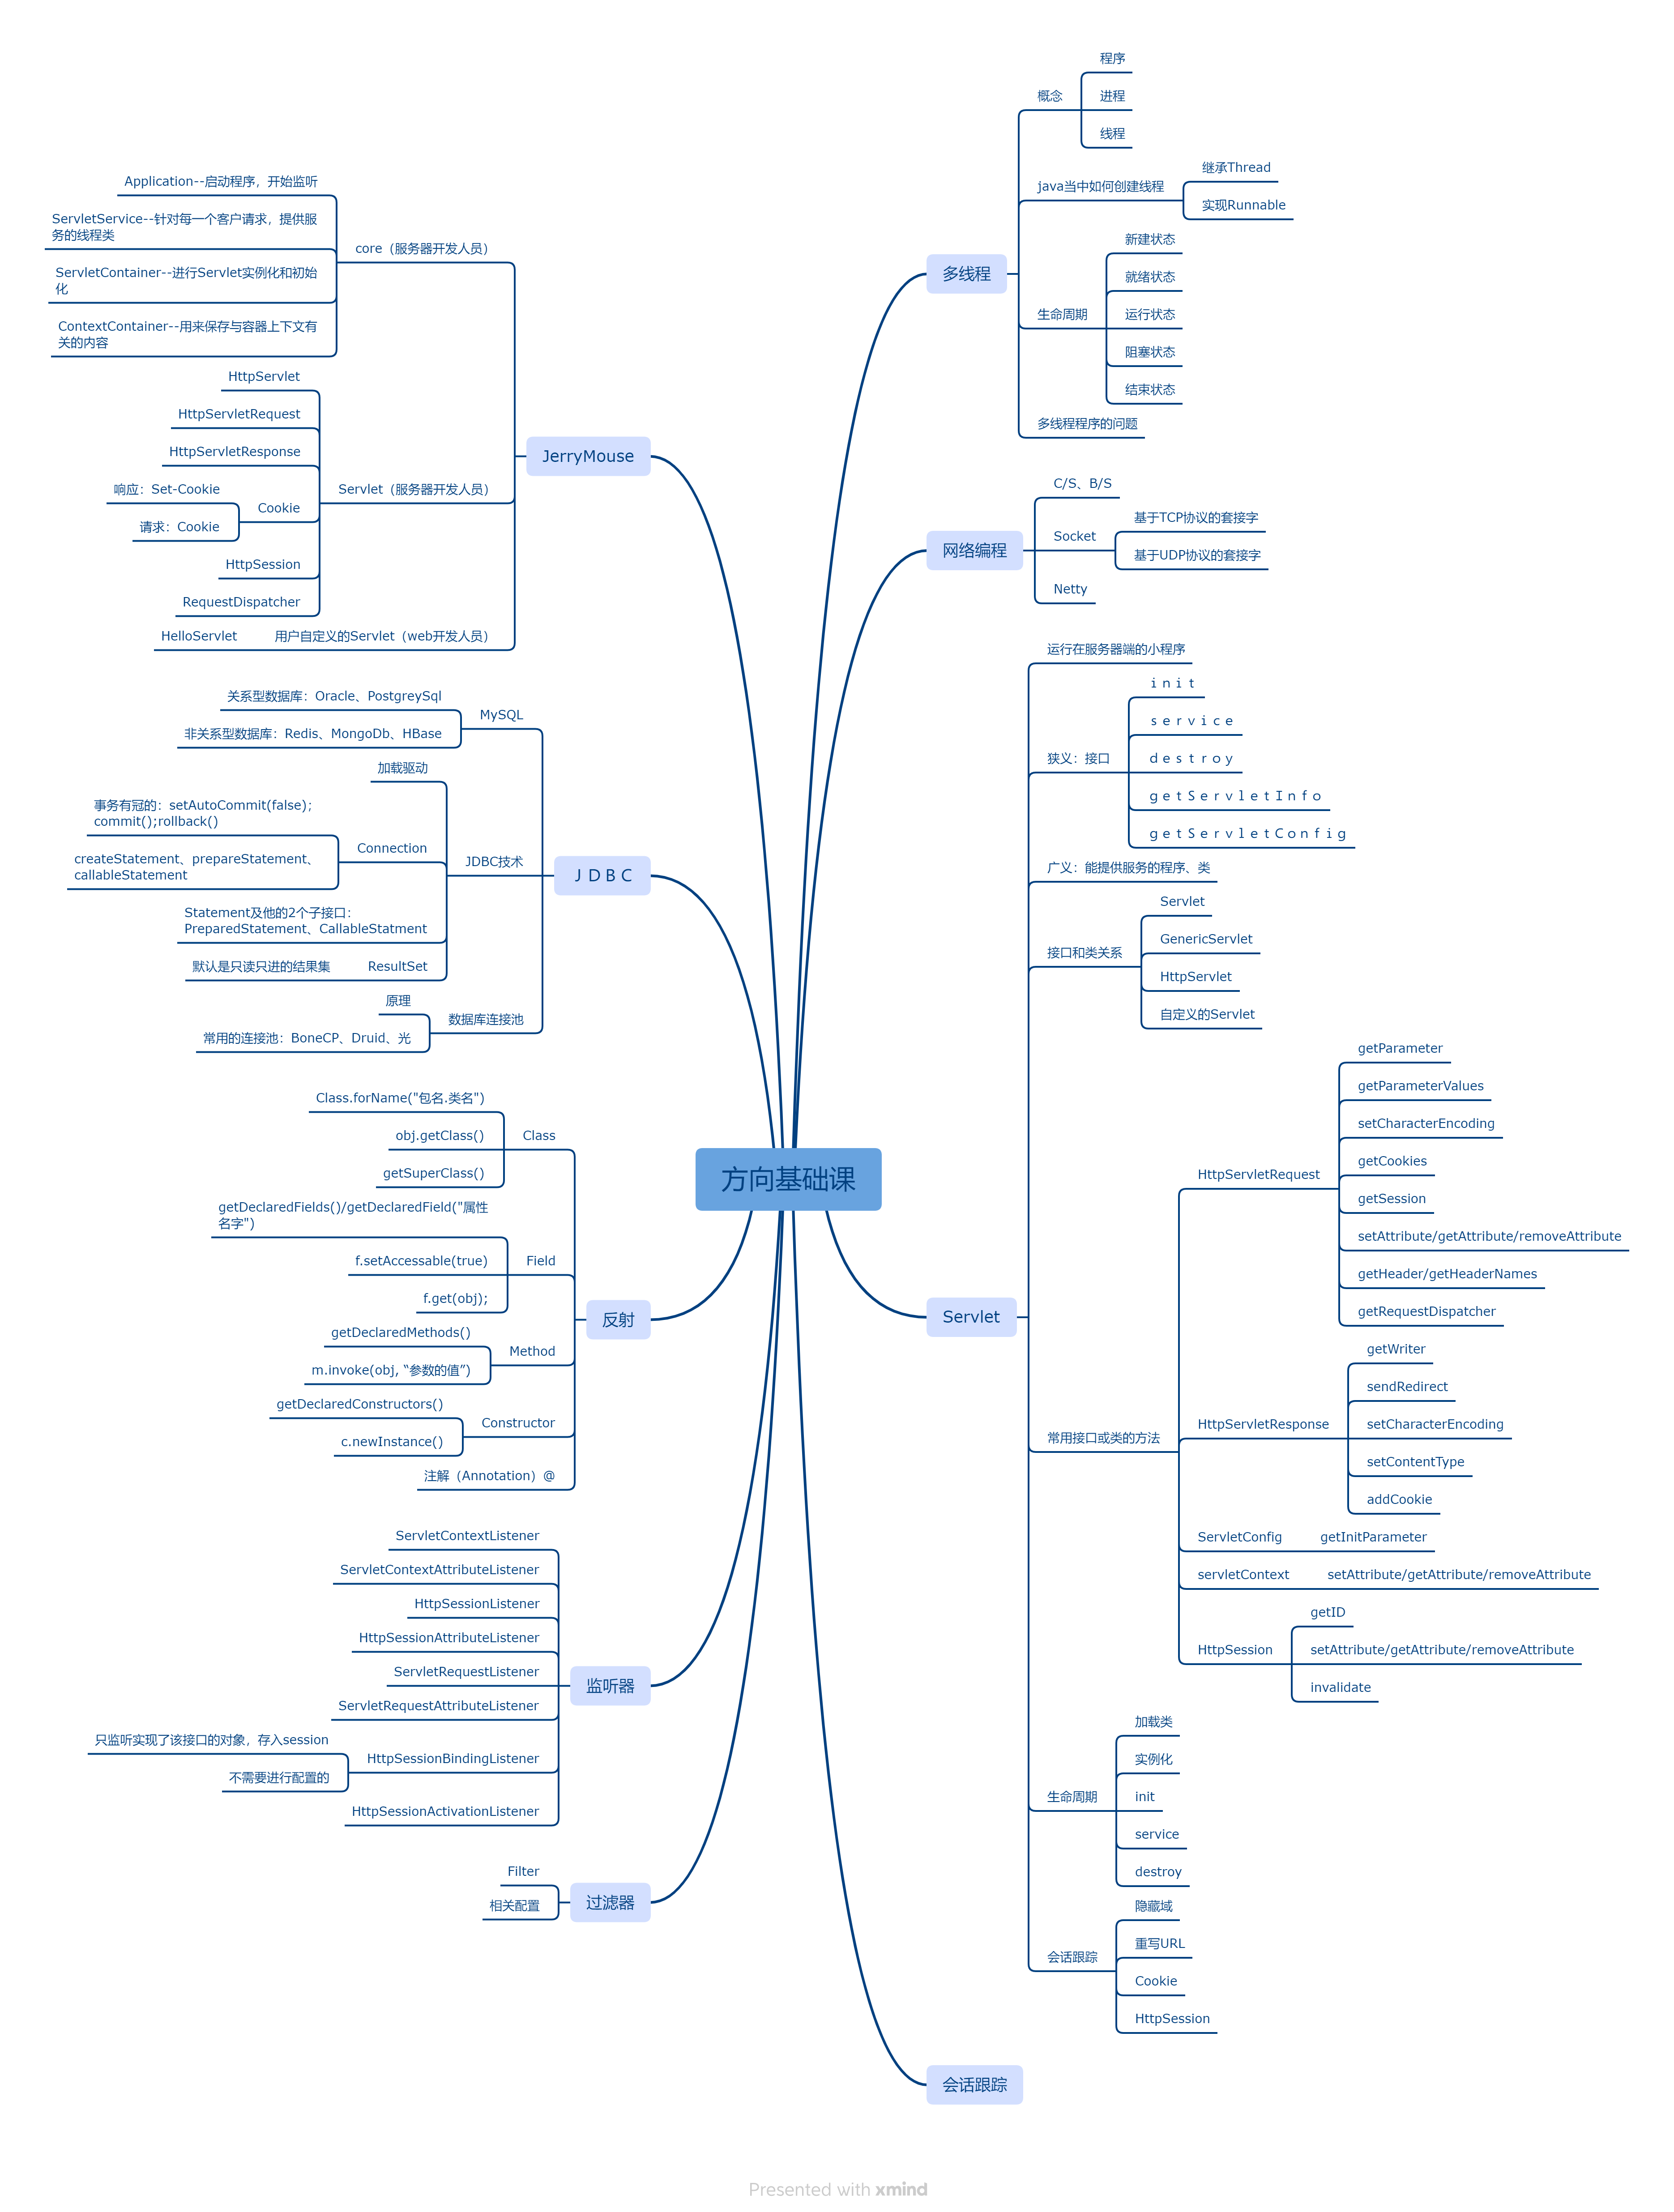 方向基础课
多线程
概念
程序
进程
线程
java当中如何创建线程
继承Thread
实现Runnable
生命周期
新建状态
就绪状态
运行状态
阻塞状态
结束状态
多线程程序的问题
网络编程
C/S、B/S
Socket
基于TCP协议的套接字
基于UDP协议的套接字
Netty
Servlet
运行在服务器端的小程序
狭义：接口
ｉｎｉｔ
ｓｅｒｖｉｃｅ
ｄｅｓｔｒｏｙ
ｇｅｔＳｅｒｖｌｅｔＩｎｆｏ
ｇｅｔＳｅｒｖｌｅｔＣｏｎｆｉｇ
广义：能提供服务的程序、类
接口和类关系
Servlet
GenericServlet
HttpServlet
自定义的Servlet
常用接口或类的方法
HttpServletRequest
getParameter
getParameterValues
setCharacterEncoding
getCookies
getSession
setAttribute/getAttribute/removeAttribute
getHeader/getHeaderNames
getRequestDispatcher
HttpServletResponse
getWriter
sendRedirect
setCharacterEncoding
setContentType
addCookie
ServletConfig
getInitParameter
servletContext
setAttribute/getAttribute/removeAttribute
HttpSession
getID
setAttribute/getAttribute/removeAttribute
invalidate
生命周期
加载类
实例化
init
service
destroy
会话跟踪
隐藏域
重写URL
Cookie
HttpSession
会话跟踪
JerryMouse
core（服务器开发人员）
Application--启动程序，开始监听
ServletService--针对每一个客户请求，提供服
务的线程类
ServletContainer--进行Servlet实例化和初始
化
ContextContainer--用来保存与容器上下文有
关的内容
Servlet（服务器开发人员）
HttpServlet
HttpServletRequest
HttpServletResponse
Cookie
响应：Set-Cookie
请求：Cookie
HttpSession
RequestDispatcher
用户自定义的Servlet（web开发人员）
HelloServlet
ＪＤＢＣ
MySQL
关系型数据库：Oracle、PostgreySql
非关系型数据库：Redis、MongoDb、HBase
JDBC技术
加载驱动
Connection
事务有冠的：setAutoCommit(false);
commit();rollback()
createStatement、prepareStatement、
callableStatement
Statement及他的2个子接口：
PreparedStatement、CallableStatment
ResultSet
默认是只读只进的结果集
数据库连接池
原理
常用的连接池：BoneCP、Druid、光
反射
Class
Class.forName("包名.类名")
obj.getClass()
getSuperClass()
Field
getDeclaredFields()/getDeclaredField("属性
名字")
f.setAccessable(true)
f.get(obj);
Method
getDeclaredMethods()
m.invoke(obj, “参数的值”)
Constructor
getDeclaredConstructors()
c.newInstance()
注解（Annotation）@
监听器
ServletContextListener
ServletContextAttributeListener
HttpSessionListener
HttpSessionAttributeListener
ServletRequestListener
ServletRequestAttributeListener
HttpSessionBindingListener
只监听实现了该接口的对象，存入session
不需要进行配置的
HttpSessionActivationListener
过滤器
Filter
相关配置
Presented with xmind